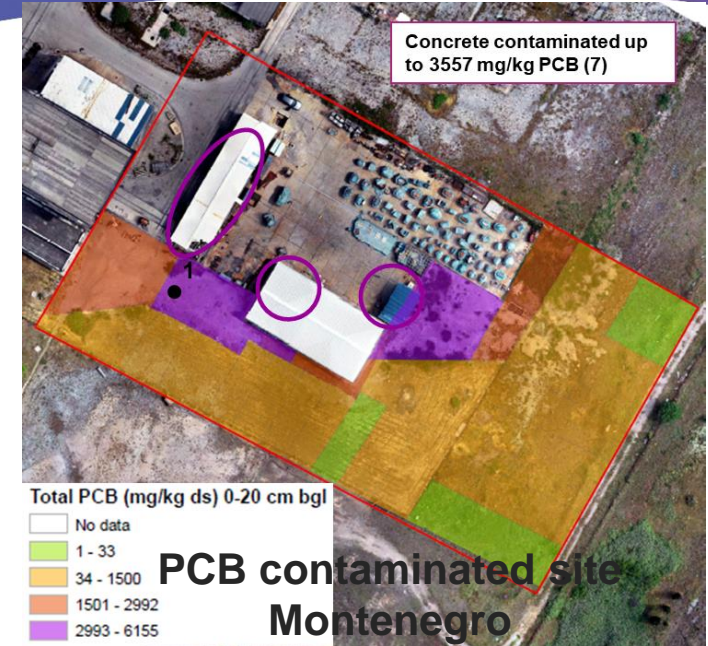 Concrete contaminated up
to 3557 mg/kg PCB (7)
1
Total PCB (mg/kg ds) 0-20 cm bgl
No data
1 - 33
34 - 1500
1501 - 2992
2993 - 6155
PCB contaminated site
Montenegro